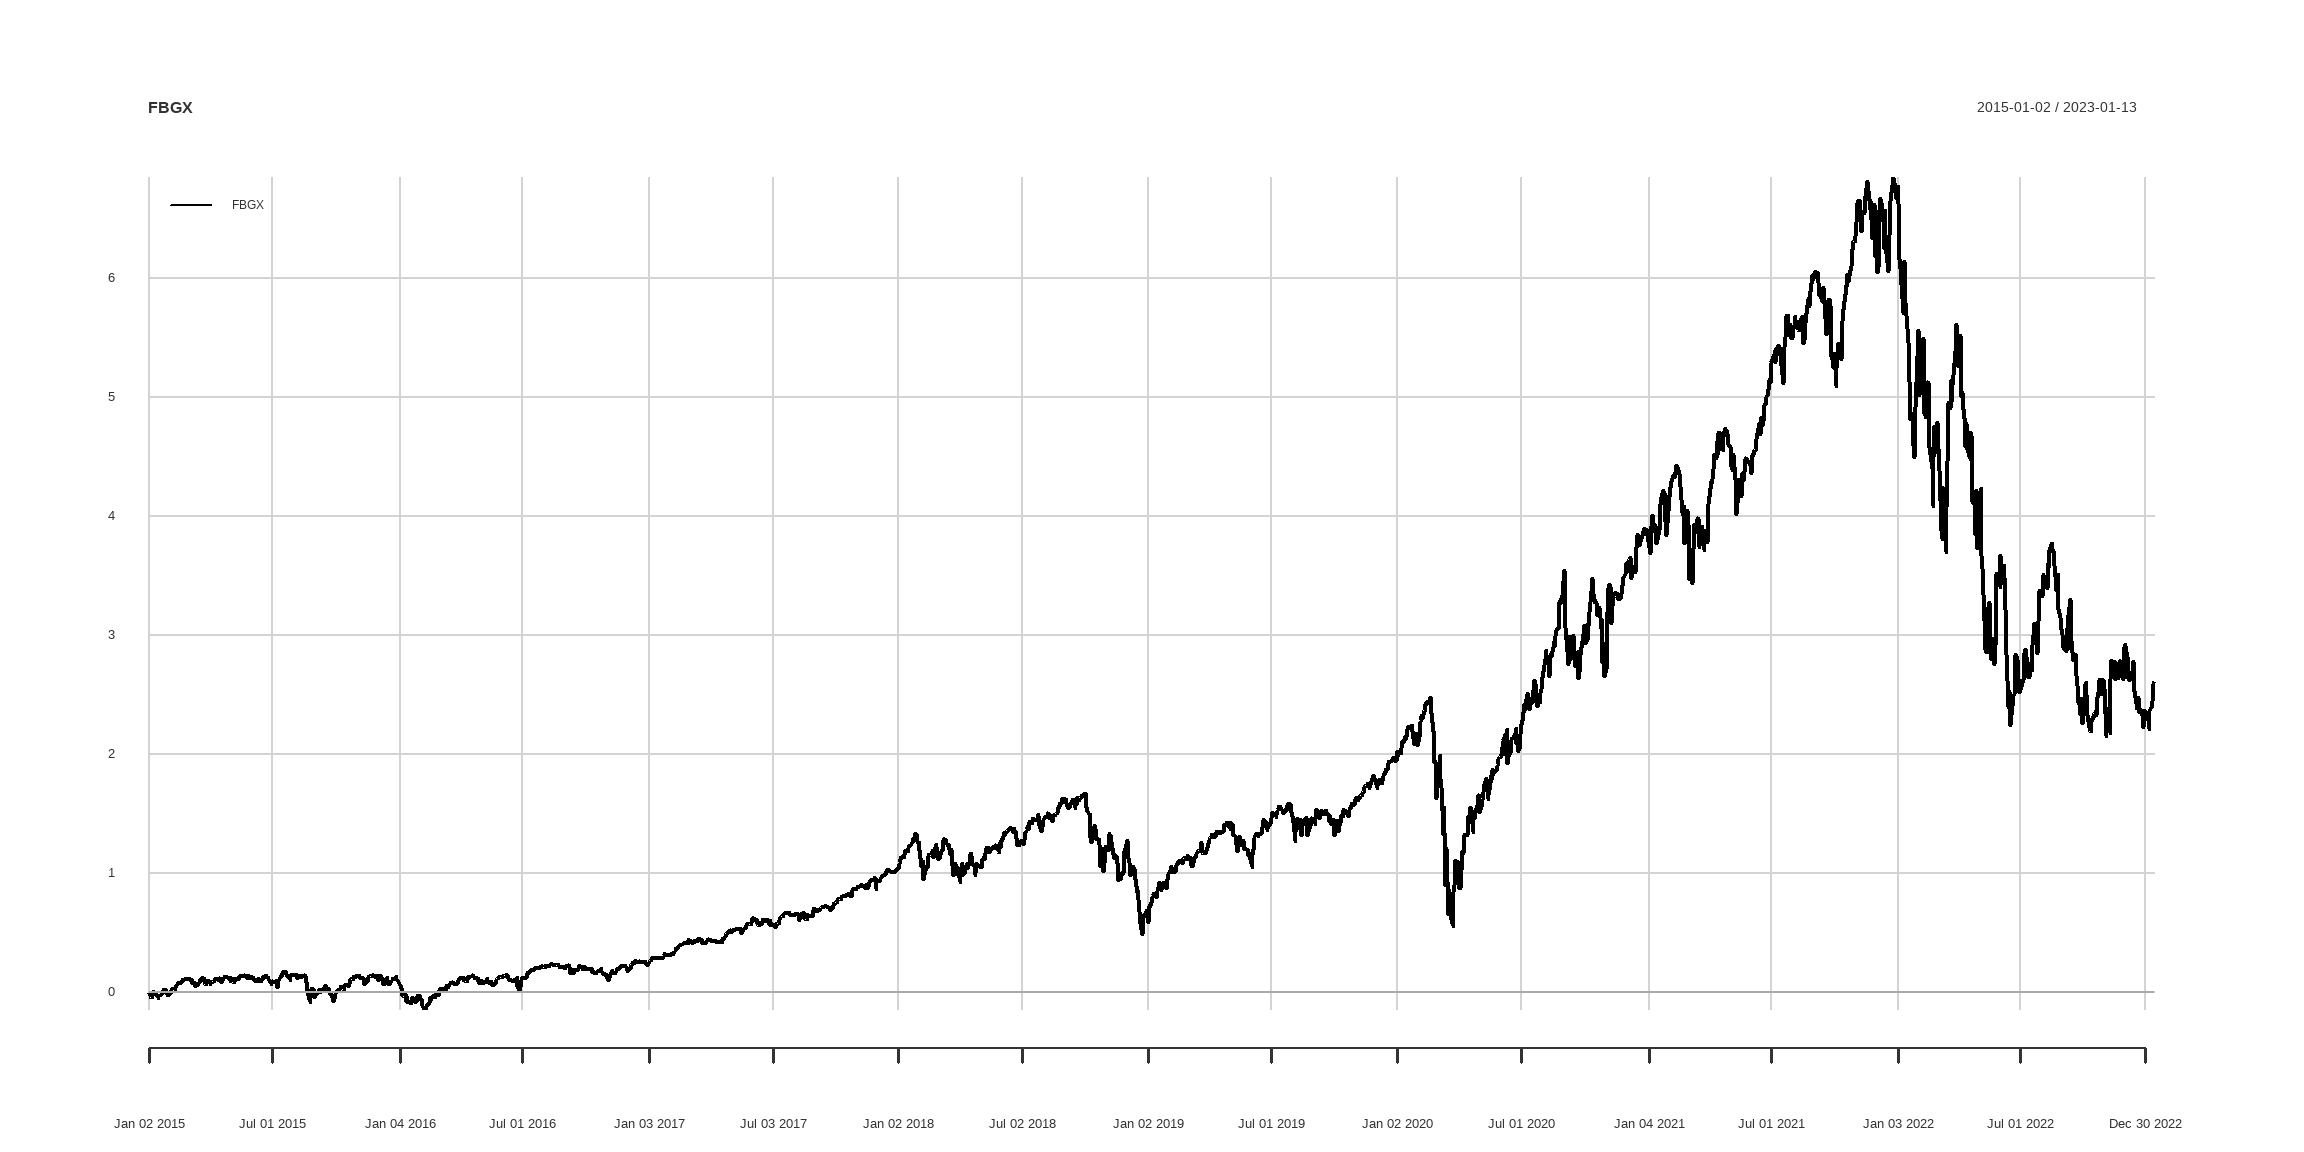 FBGX
2015-01-02 / 2023-01-13
FBGX
6
5
4
3
2
1
0
Jan 02 2015
Jul 01 2015
Jan 04 2016
Jul 01 2016
Jan 03 2017
Jul 03 2017
Jan 02 2018
Jul 02 2018
Jan 02 2019
Jul 01 2019
Jan 02 2020
Jul 01 2020
Jan 04 2021
Jul 01 2021
Jan 03 2022
Jul 01 2022
Dec 30 2022